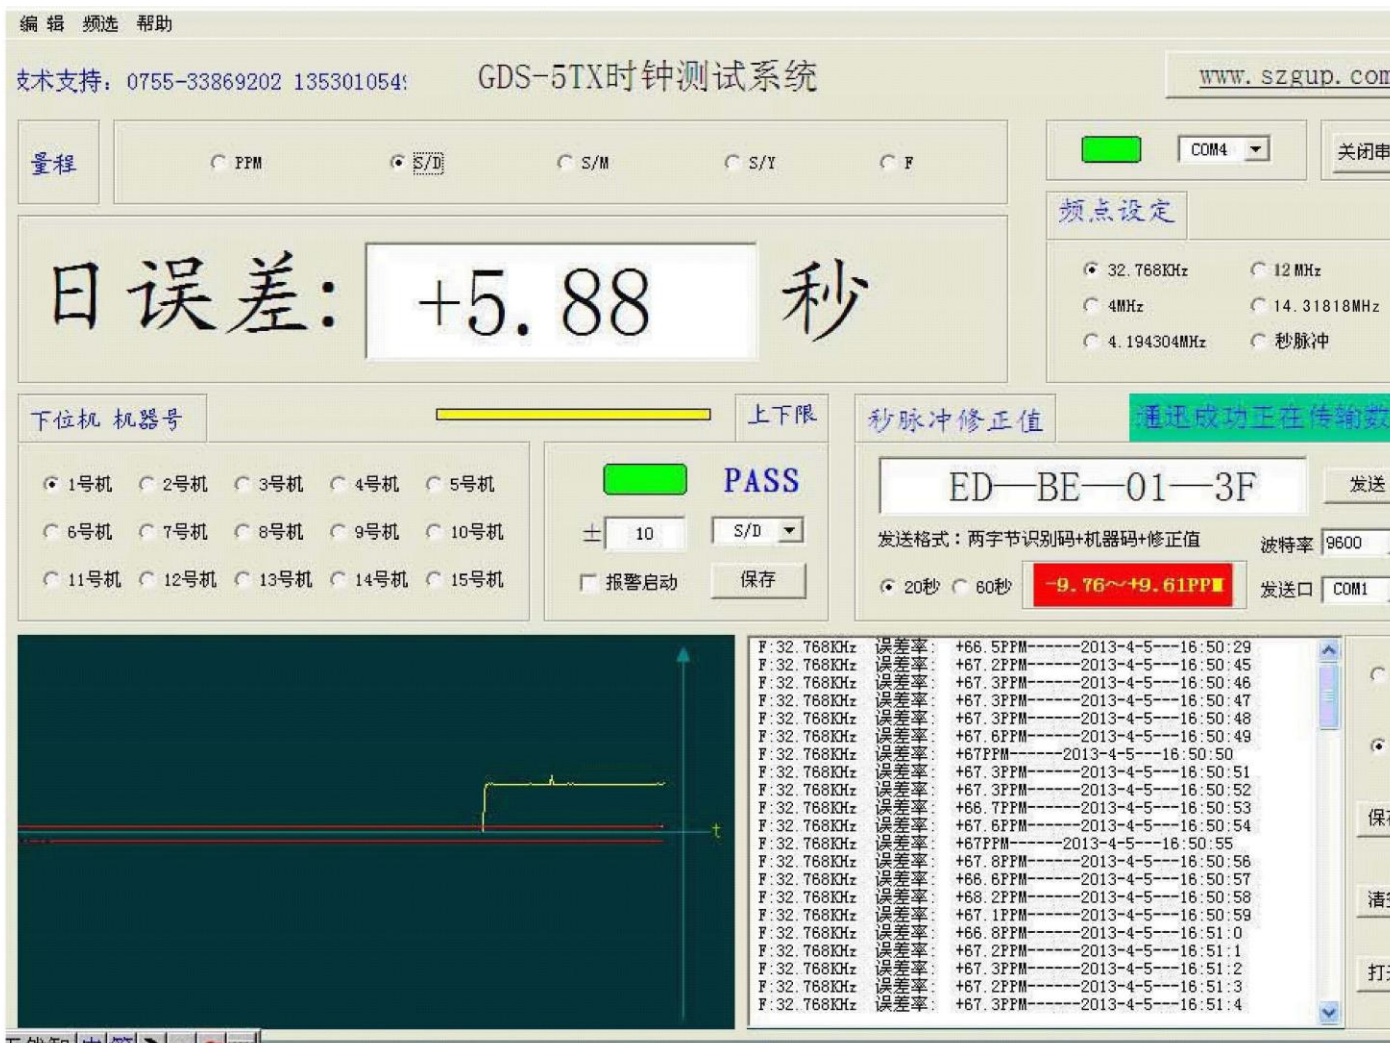 编 辑 频选 帮助
技术支持: 0755-33869202 135301054
GDS-5TX时钟测试系统
www.szgup.com
量程
PPM S/D S/M S/Y F
COM4
关闭串
频点设定
日误差: +5.88 秒
32.768KHz 12MHz
4MHz 14.31818MHz
4.194304MHz 秒脉冲
下位机 机器号
上下限
秒脉冲修正值
通迅成功正在传输数
1号机 2号机 3号机 4号机 5号机
6号机 7号机 8号机 9号机 10号机
11号机 12号机 13号机 14号机 15号机
PASS
± 10 S/D
报警启动 保存
ED—BE—01—3F
发送
发送格式:两字节识别码+机器码+修正值
波特率 9600
20秒 60秒 -9.76~+9.61PPM
发送口 COM1
t
F:32.768KHz 误差率: +66.5PPM------2013-4-5---16:50:29
F:32.768KHz 误差率: +67.2PPM------2013-4-5---16:50:45
F:32.768KHz 误差率: +67.3PPM------2013-4-5---16:50:46
F:32.768KHz 误差率: +67.3PPM------2013-4-5---16:50:47
F:32.768KHz 误差率: +67.3PPM------2013-4-5---16:50:48
F:32.768KHz 误差率: +67.6PPM------2013-4-5---16:50:49
F:32.768KHz 误差率: +67PPM------2013-4-5---16:50:50
F:32.768KHz 误差率: +67.3PPM------2013-4-5---16:50:51
F:32.768KHz 误差率: +67.3PPM------2013-4-5---16:50:52
F:32.768KHz 误差率: +66.7PPM------2013-4-5---16:50:53
F:32.768KHz 误差率: +67.6PPM------2013-4-5---16:50:54
F:32.768KHz 误差率: +67PPM------2013-4-5---16:50:55
F:32.768KHz 误差率: +67.8PPM------2013-4-5---16:50:56
F:32.768KHz 误差率: +66.6PPM------2013-4-5---16:50:57
F:32.768KHz 误差率: +68.2PPM------2013-4-5---16:50:58
F:32.768KHz 误差率: +67.1PPM------2013-4-5---16:50:59
F:32.768KHz 误差率: +66.8PPM------2013-4-5---16:51:0
F:32.768KHz 误差率: +67.2PPM------2013-4-5---16:51:1
F:32.768KHz 误差率: +67.3PPM------2013-4-5---16:51:2
F:32.768KHz 误差率: +67.2PPM------2013-4-5---16:51:3
F:32.768KHz 误差率: +67.3PPM------2013-4-5---16:51:4
保
清
打